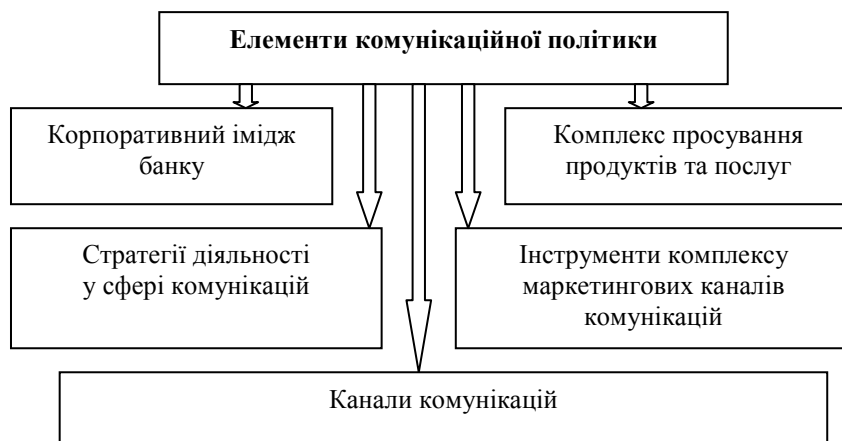 Елементи комунікаційної політики
Корпоративний імідж
банку
Комплекс просування
продуктів та послуг
Стратегії діяльності
у сфері комунікацій
Інструменти комплексу
маркетингових каналів
комунікацій
Канали комунікацій